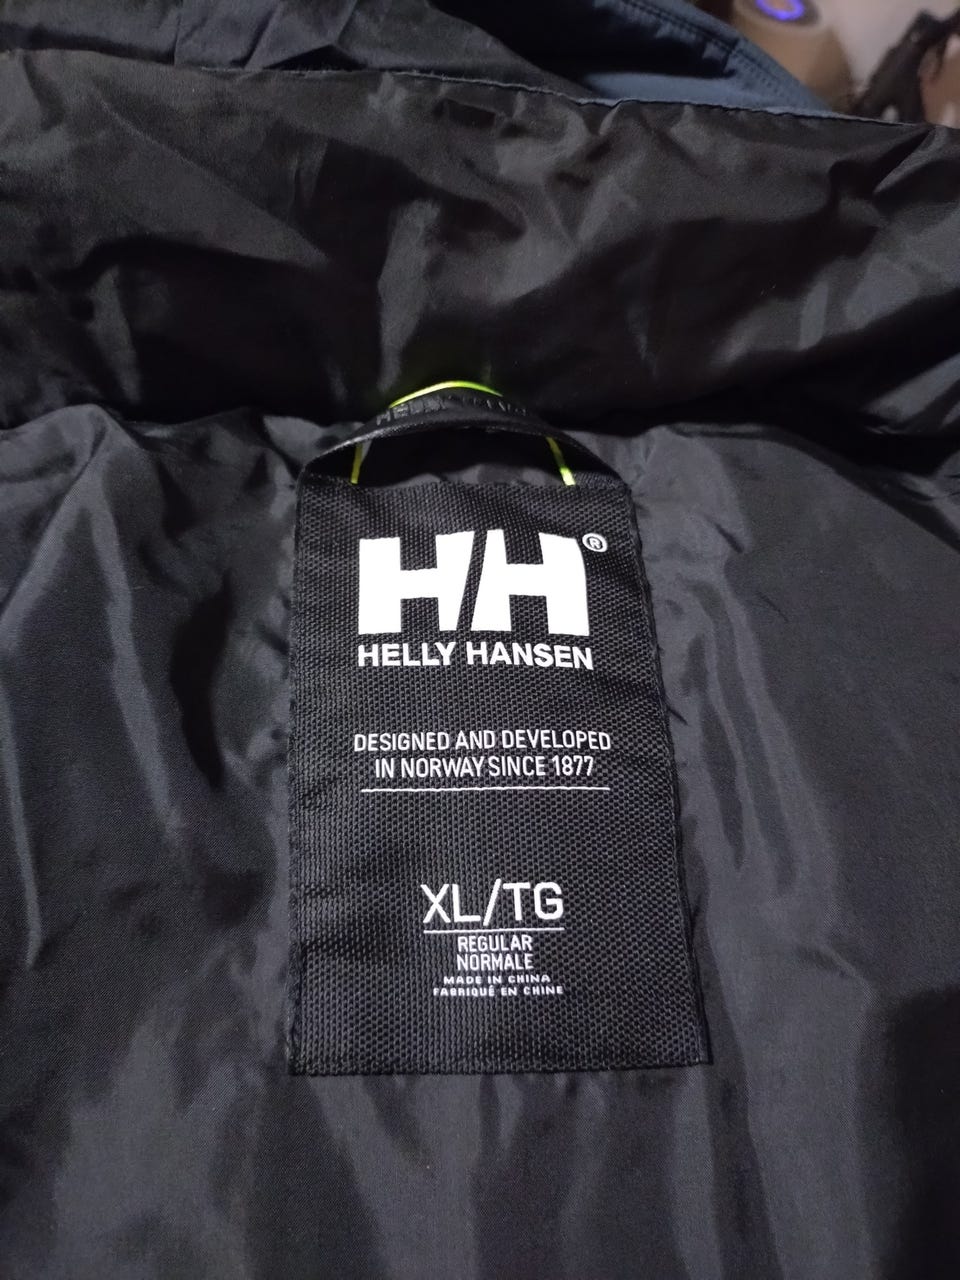 HH®
HELLY HANSEN
DESIGNED AND DEVELOPED
IN NORWAY SINCE 1877
XL/TG
REGULAR
NORMALE
MADE IN CHINA
FABRIQUÉ EN CHINE